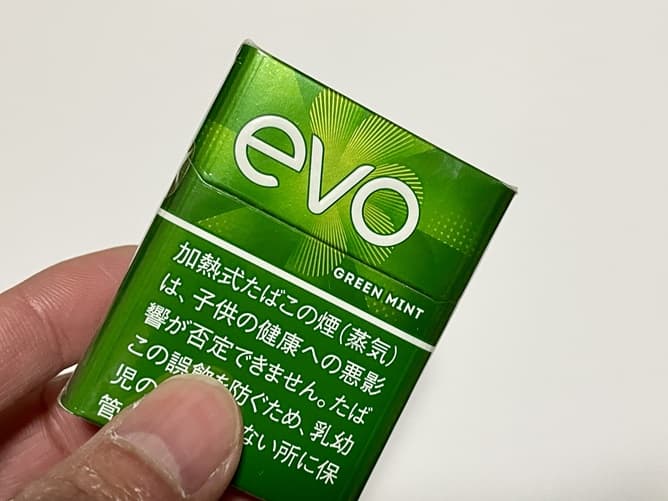 evo
GREEN MINT
加熱式たばこの煙(蒸気)
は、子供の健康への悪影
響が否定できません。たば
この誤飲を防ぐため、乳幼
児の
ない所に保
管